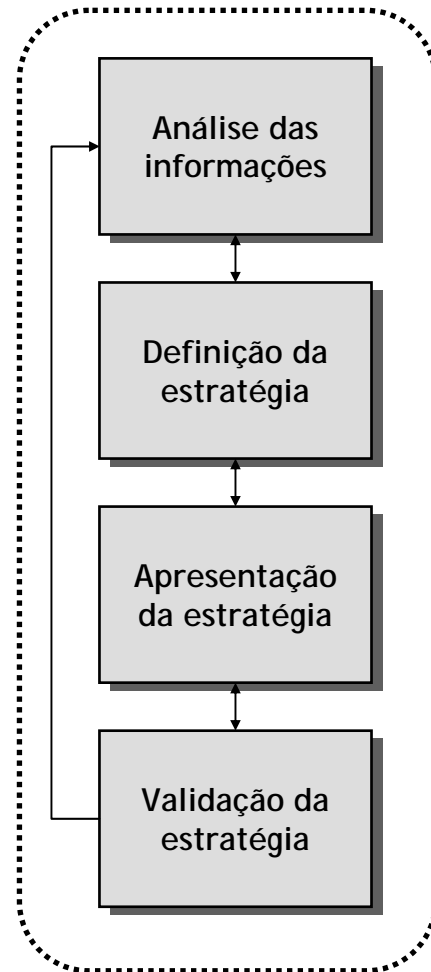 Análise das
informações
Definição da
estratégia
Apresentação
da estratégia
Validação da
estratégia